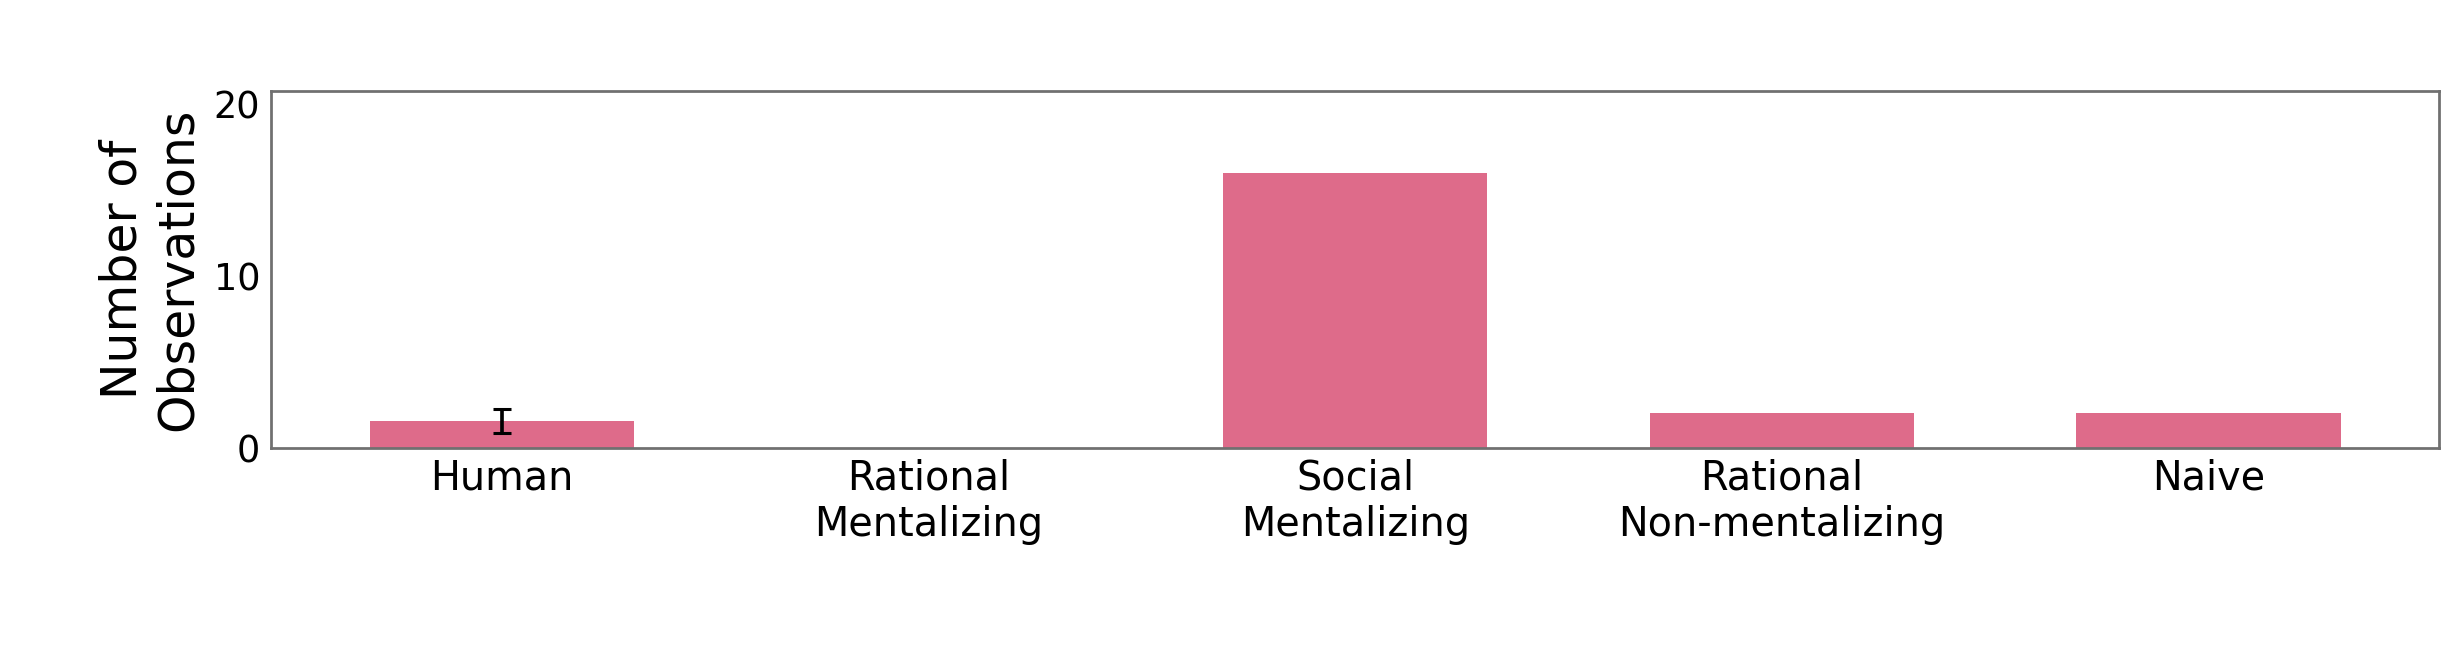 Number of
Observations
20
10
0
Human
Rational
Mentalizing
Social
Mentalizing
Rational
Non-mentalizing
Naive